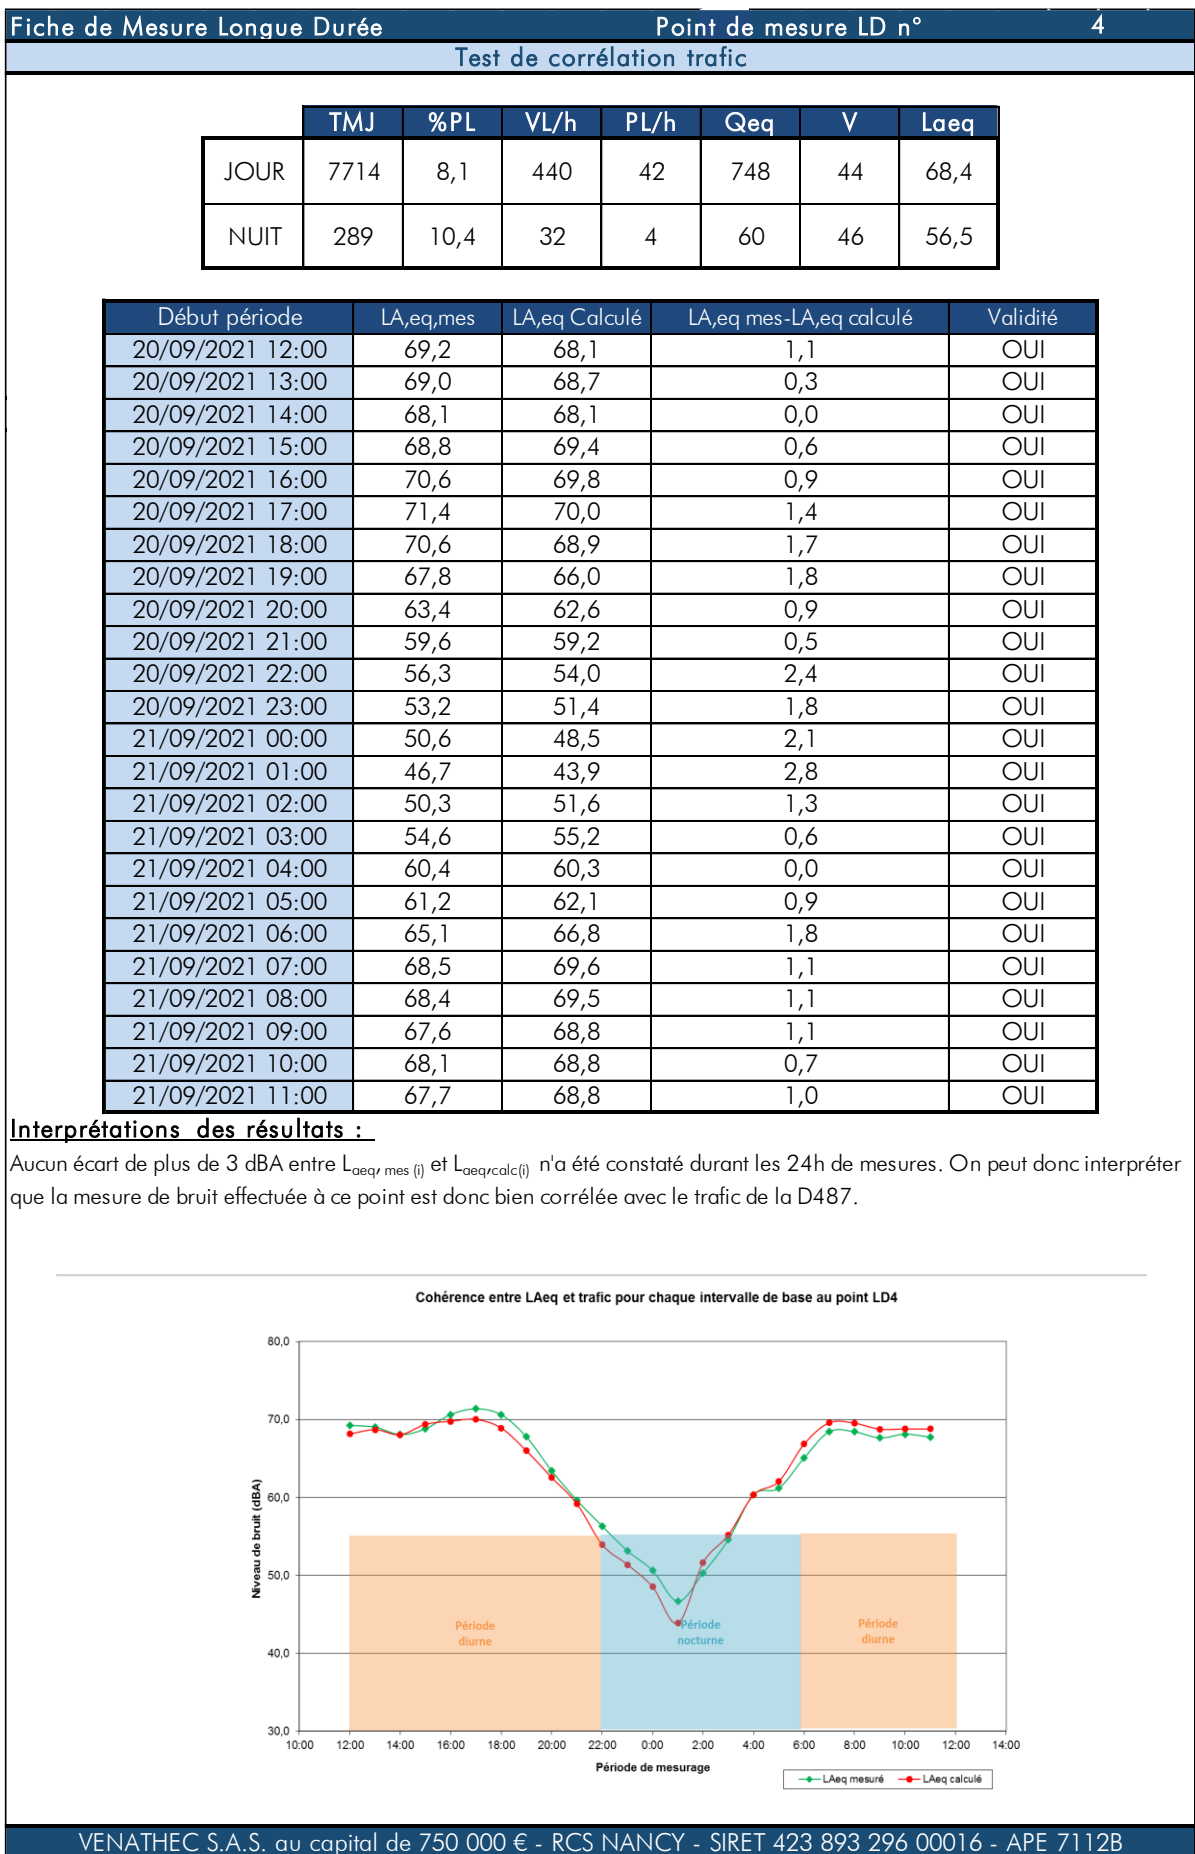 Fiche de Mesure Longue Durée Point de mesure LD n° 4
Test de corrélation trafic
TMJ %PL VL/h PL/h Qeq V Laeq
JOUR 7714 8,1 440 42 748 44 68,4
NUIT 289 10,4 32 4 60 46 56,5
Début période LA,eq,mes LA,eq Calculé LA,eq mes-LA,eq calculé Validité
20/09/2021 12:00 69,2 68,1 1,1 OUI
20/09/2021 13:00 69,0 68,7 0,3 OUI
20/09/2021 14:00 68,1 68,1 0,0 OUI
20/09/2021 15:00 68,8 69,4 0,6 OUI
20/09/2021 16:00 70,6 69,8 0,9 OUI
20/09/2021 17:00 71,4 70,0 1,4 OUI
20/09/2021 18:00 70,6 68,9 1,7 OUI
20/09/2021 19:00 67,8 66,0 1,8 OUI
20/09/2021 20:00 63,4 62,6 0,9 OUI
20/09/2021 21:00 59,6 59,2 0,5 OUI
20/09/2021 22:00 56,3 54,0 2,4 OUI
20/09/2021 23:00 53,2 51,4 1,8 OUI
21/09/2021 00:00 50,6 48,5 2,1 OUI
21/09/2021 01:00 46,7 43,9 2,8 OUI
21/09/2021 02:00 50,3 51,6 1,3 OUI
21/09/2021 03:00 54,6 55,2 0,6 OUI
21/09/2021 04:00 60,4 60,3 0,0 OUI
21/09/2021 05:00 61,2 62,1 0,9 OUI
21/09/2021 06:00 65,1 66,8 1,8 OUI
21/09/2021 07:00 68,5 69,6 1,1 OUI
21/09/2021 08:00 68,4 69,5 1,1 OUI
21/09/2021 09:00 67,6 68,8 1,1 OUI
21/09/2021 10:00 68,1 68,8 0,7 OUI
21/09/2021 11:00 67,7 68,8 1,0 OUI
Interprétations des résultats :
Aucun écart de plus de 3 dBA entre Laeq, mes (i) et Laeq,calc(i) n'a été constaté durant les 24h de mesures. On peut donc interpréter
que la mesure de bruit effectuée à ce point est donc bien corrélée avec le trafic de la D487.
Cohérence entre LAeq et trafic pour chaque intervalle de base au point LD4
Niveau de bruit (dBA)
80,0
70,0
60,0
50,0
40,0
30,0
Période
diurne
Période
nocturne
Période
diurne
10:00 12:00 14:00 16:00 18:00 20:00 22:00 0:00 2:00 4:00 6:00 8:00 10:00 12:00 14:00
Période de mesurage
LAeq mesuré LAeq calculé
VENATHEC S.A.S. au capital de 750 000 € - RCS NANCY - SIRET 423 893 296 00016 - APE 7112B